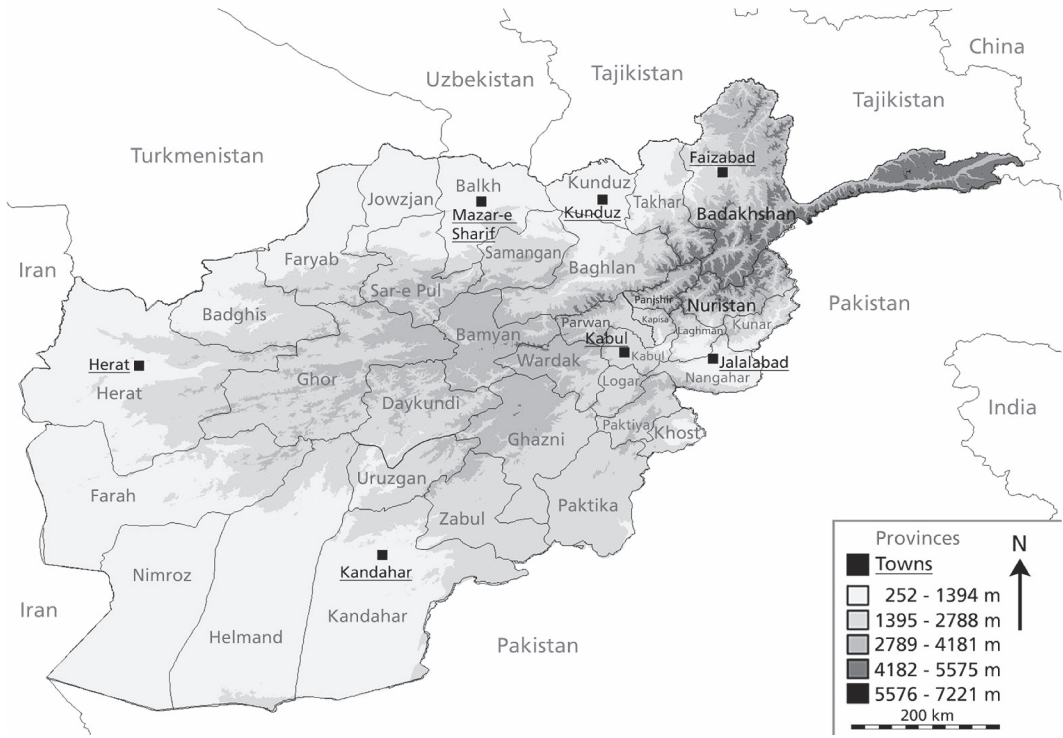 China
Uzbekistan
Tajikistan
Tajikistan
Turkmenistan
Faizabad
Kunduz
Balkh
Jowzjan
Kunduz
Takhar
Mazar-e
Sharif
Badakhshan
Samangan
Faryab
Baghlan
Iran
Sar-e Pul
Panjshir
Nuristan
Pakistan
Badghis
Kapisa
Parwan
Kunar
Laghman
Bamyan
Kabul
Kabul
Wardak
Jalalabad
Herat
Nangahar
Ghor
Logar
Herat
Daykundi
India
Paktiya
Khost
Ghazni
Uruzgan
Farah
Paktika
Zabul
Provinces
N
Towns
Kandahar
Nimroz
252 - 1394 m
Iran
Kandahar
1395 - 2788 m
Helmand
Pakistan
2789 - 4181 m
4182 - 5575 m
5576 - 7221 m
200 km